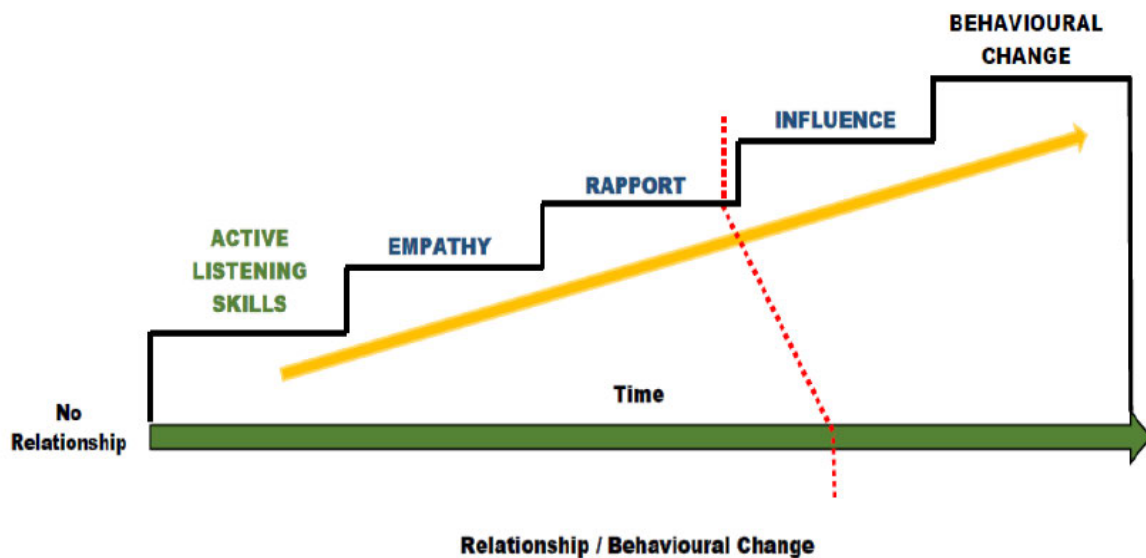 BEHAVIOURAL
CHANGE
INFLUENCE
RAPPORT
ACTIVE
LISTENING
SKILLS
EMPATHY
Time
No
Relationship
Relationship / Behavioural Change